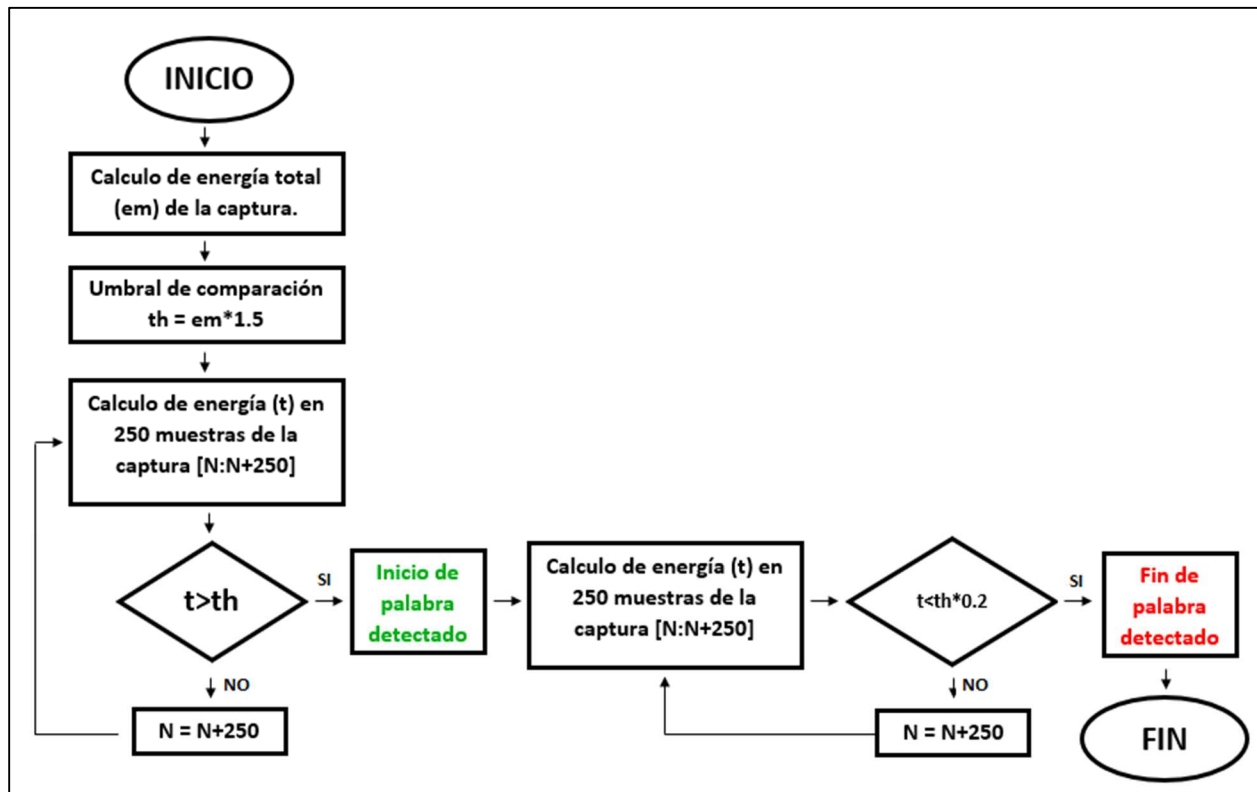 INICIO
Calculo de energía total
(em) de la captura.
Umbral de comparación
th = em*1.5
Calculo de energía (t) en
250 muestras de la
captura [N:N+250]
t>th
SI
NO
N = N+250
Inicio de
palabra
detectado
Calculo de energía (t) en
250 muestras de la
captura [N:N+250]
t<th*0.2
SI
NO
N = N+250
Fin de
palabra
detectado
FIN